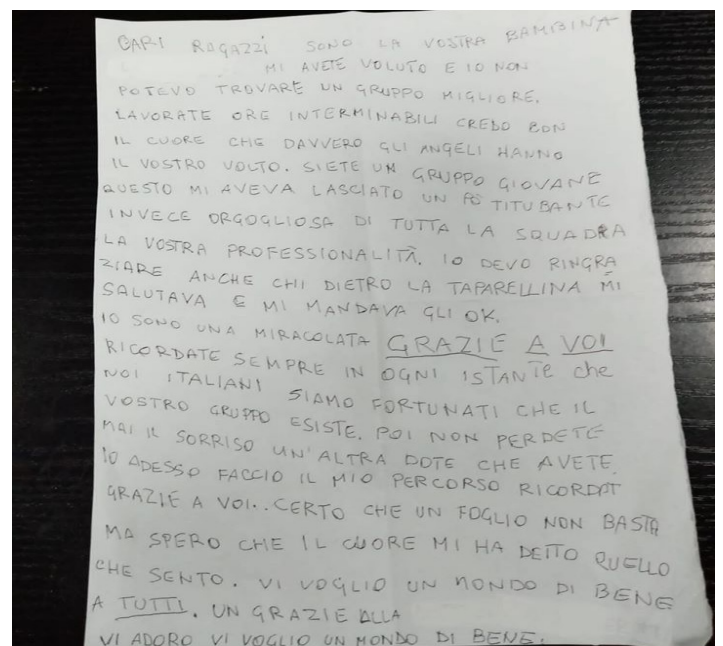 CARI RAGAZZI SONO LA VOSTRA BAMBINA
MI AVETE VOLUTO E IO NON
POTEVO TROVARE UN GRUPPO MIGLIORE.
LAVORATE ORE INTERMINABILI CREDO CON
IL CUORE CHE DAVVERO GLI ANGELI HANNO
IL VOSTRO VOLTO. SIETE UN GRUPPO GIOVANE
QUESTO MI AVEVA LASCIATO UN PÒ TITUBANTE
INVECE ORGOGLIOSA DI TUTTA LA SQUADRA
LA VOSTRA PROFESSIONALITÀ. IO DEVO RINGRA
ZIARE ANCHE CHI DIETRO LA TAPARELLINA MI
SALUTAVA E MI MANDAVA GLI OK.
IO SONO UNA MIRACOLATA GRAZIE A VOI
RICORDATE SEMPRE IN OGNI ISTANTE che
NOI ITALIANI SIAMO FORTUNATI CHE IL
VOSTRO GRUPPO ESISTE. POI NON PERDETE
MAI IL SORRISO UN'ALTRA DOTE CHE AVETE.
IO ADESSO FACCIO IL MIO PERCORSO RICORDAT
GRAZIE A VOI.. CERTO CHE UN FOGLIO NON BASTA
MA SPERO CHE IL CUORE MI HA DETTO QUELLO
CHE SENTO. VI VOGLIO UN MONDO DI BENE
A TUTTI. UN GRAZIE ALLA
VI ADORO VI VOGLIO UN MONDO DI BENE.